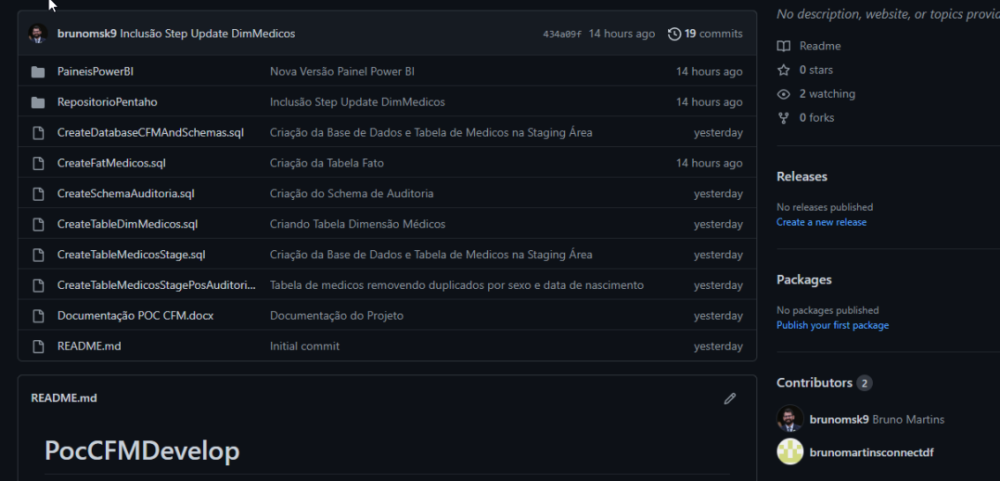 No description, website, or topics provid
brunomsk9 Inclusão Step Update DimMedicos 434a09f 14 hours ago 19 commits
PaineisPowerBI Nova Versão Painel Power BI 14 hours ago
RepositorioPentaho Inclusão Step Update DimMedicos 14 hours ago
CreateDatabaseCFMAndSchemas.sql Criação da Base de Dados e Tabela de Medicos na Staging Área yesterday
CreateFatMedicos.sql Criação da Tabela Fato 14 hours ago
CreateSchemaAuditoria.sql Criação do Schema de Auditoria yesterday
CreateTableDimMedicos.sql Criando Tabela Dimensão Médicos yesterday
CreateTableMedicosStage.sql Criação da Base de Dados e Tabela de Medicos na Staging Área yesterday
CreateTableMedicosStagePosAuditori... Tabela de medicos removendo duplicados por sexo e data de nascimento yesterday
Documentação POC CFM.docx Documentação do Projeto yesterday
README.md Initial commit yesterday
README.md
PocCFMDevelop
Readme
0 stars
2 watching
0 forks
Releases
No releases published
Create a new release
Packages
No packages published
Publish your first package
Contributors 2
brunomsk9 Bruno Martins
brunomartinsconnectdf